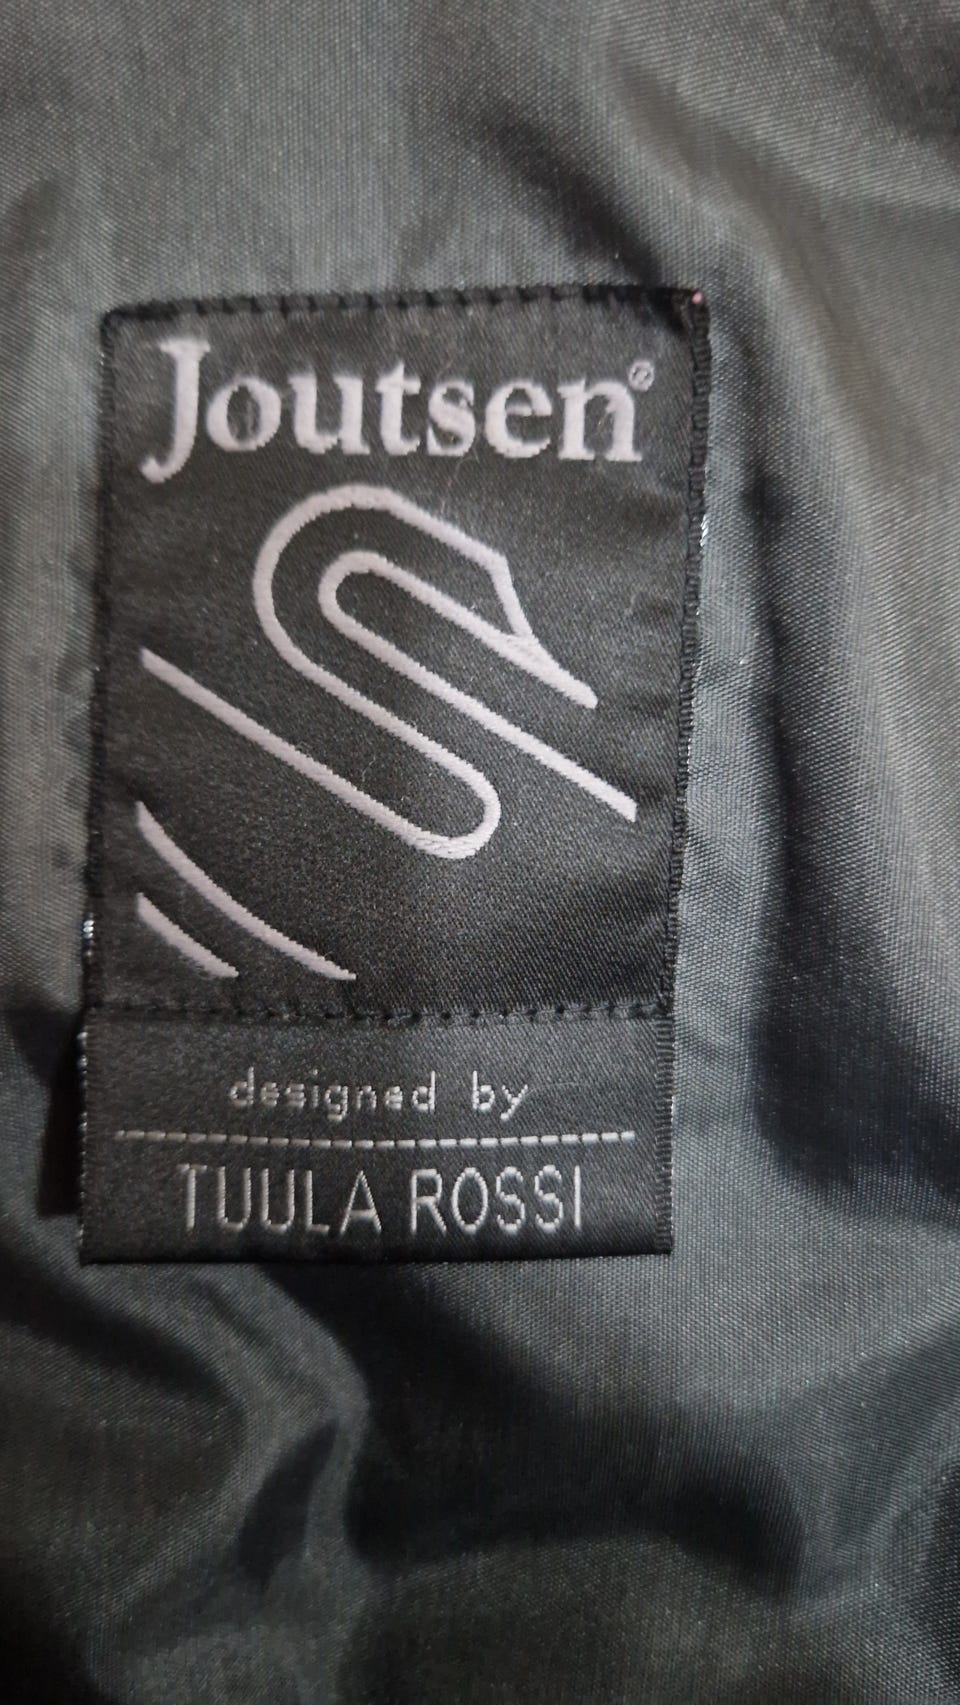 Joutsen®
designed by
TUULA ROSSI